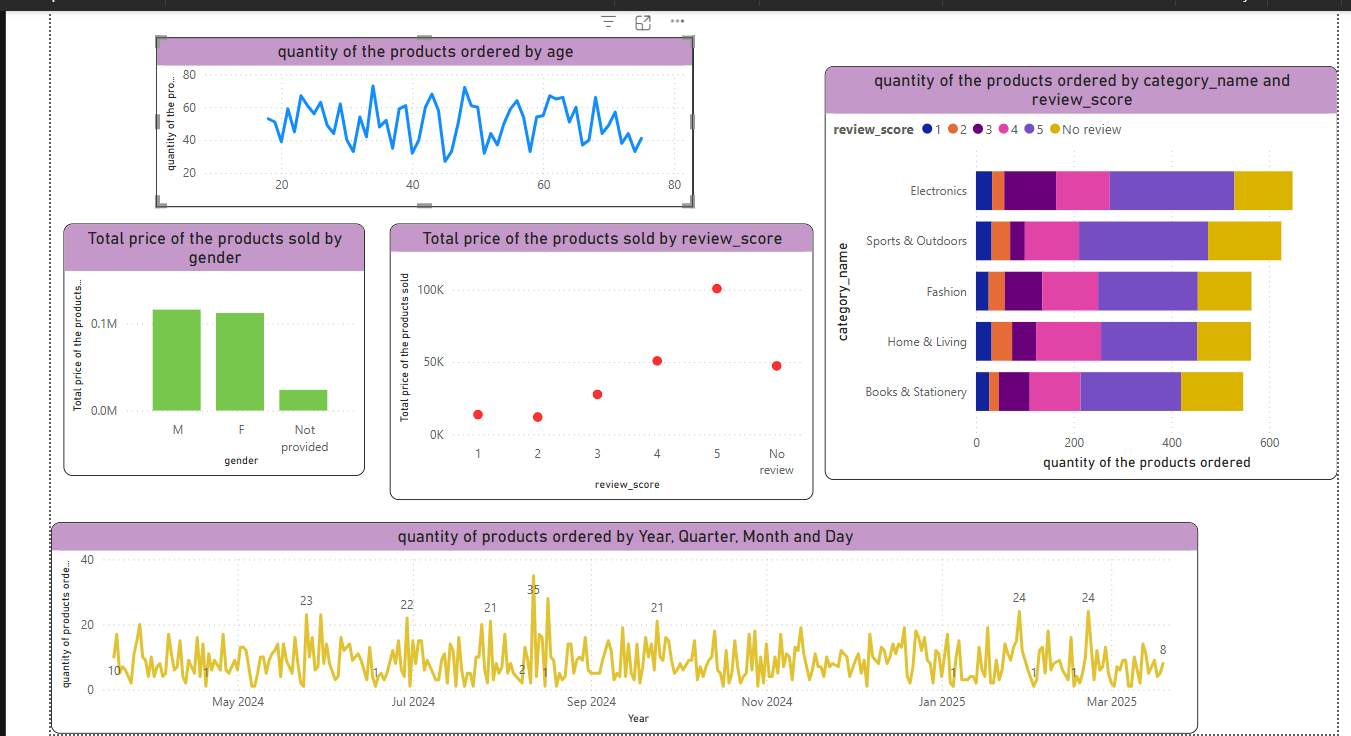 quantity of the products ordered by age
quantity of the pro...
80
60
40
20
20
40
60
80
quantity of the products ordered by category_name and
review_score
review_score 1 2 3 4 5 No review
category_name
Electronics
Sports & Outdoors
Fashion
Home & Living
Books & Stationery
0
200
400
600
quantity of the products ordered
Total price of the products sold by
gender
Total price of the products...
0.1M
0.0M
M
F
Not
provided
gender
Total price of the products sold by review_score
Total price of the products sold
100K
50K
0K
1
2
3
4
5
No
review
review_score
quantity of products ordered by Year, Quarter, Month and Day
quantity of products orde...
40
20
0
10
1
23
1
22
21
2
35
1
21
1
24
1
1
24
8
May 2024
Jul 2024
Sep 2024
Nov 2024
Jan 2025
Mar 2025
Year